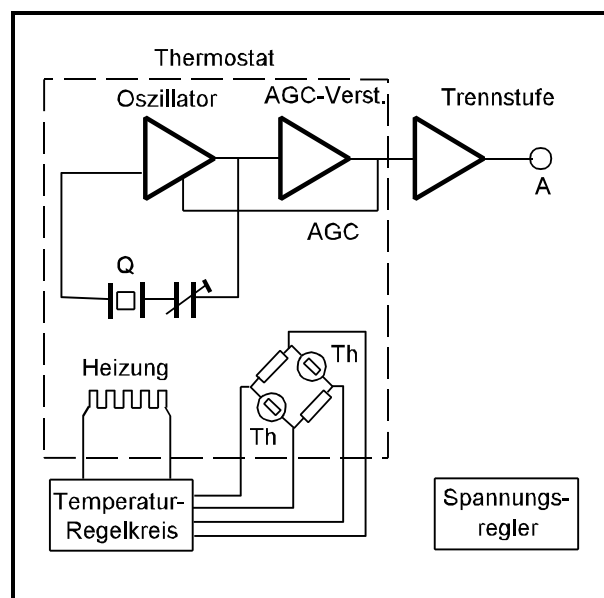 Thermostat
Oszillator
AGC-Verst.
Trennstufe
A
AGC
Q
Heizung
Th
Th
Temperatur-
Regelkreis
Spannungs-
regler